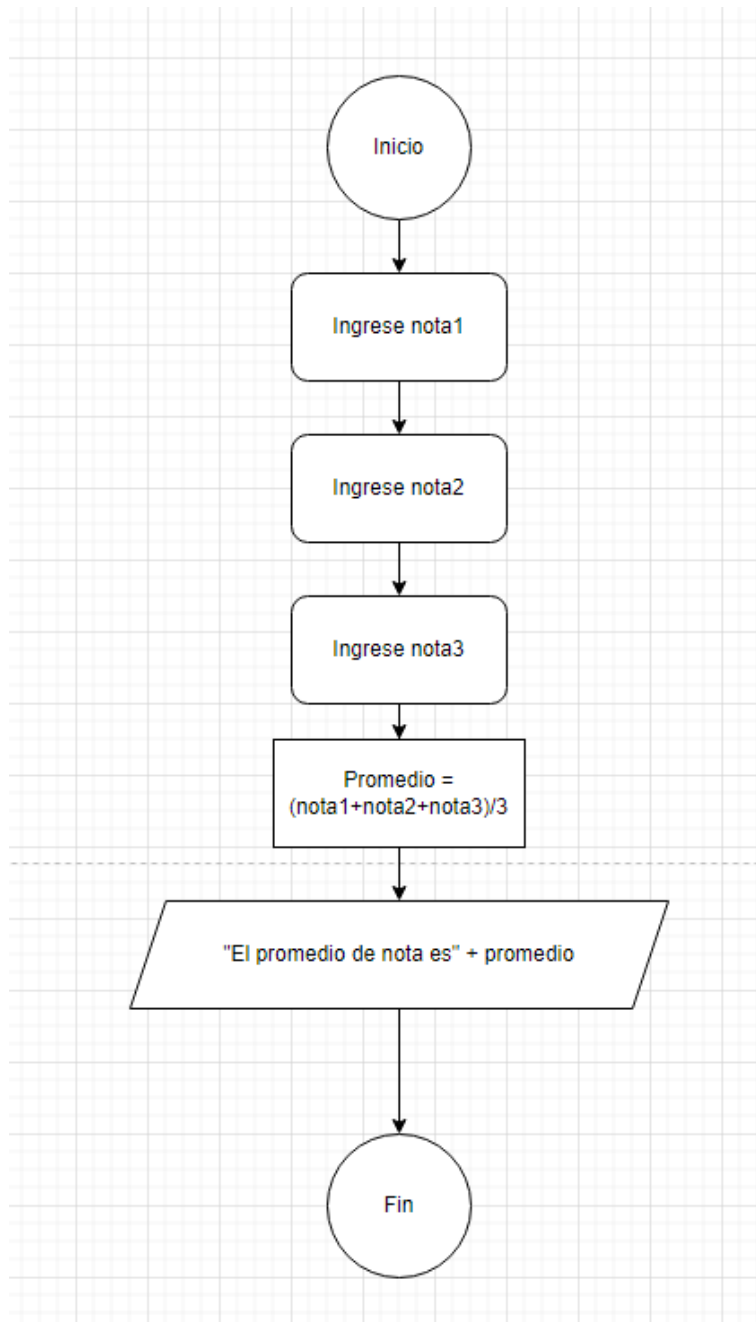 Inicio
Ingrese nota1
Ingrese nota2
Ingrese nota3
Promedio =
(nota1+nota2+nota3)/3
"El promedio de nota es" + promedio
Fin